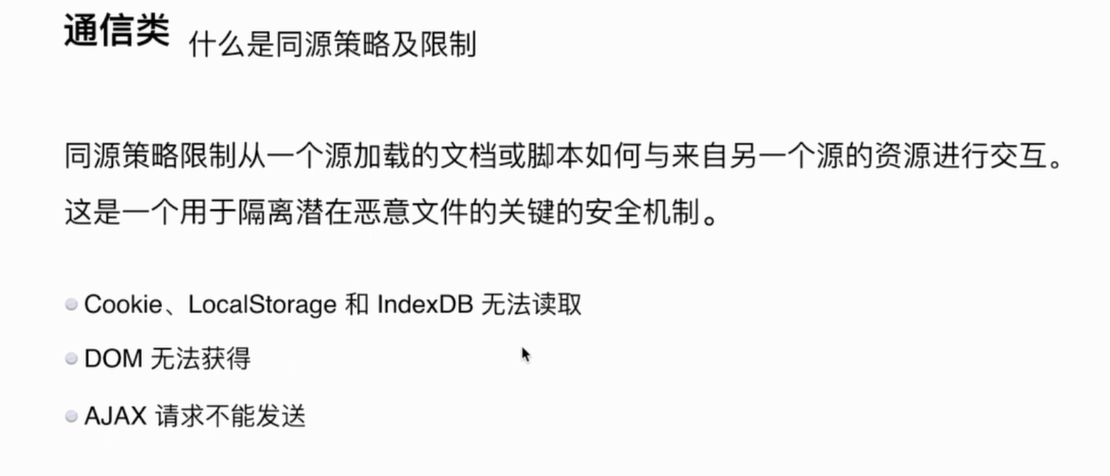 通信类 什么是同源策略及限制
同源策略限制从一个源加载的文档或脚本如何与来自另一个源的资源进行交互。
这是一个用于隔离潜在恶意文件的关键的安全机制。
Cookie、LocalStorage 和 IndexDB 无法读取
DOM 无法获得
AJAX 请求不能发送